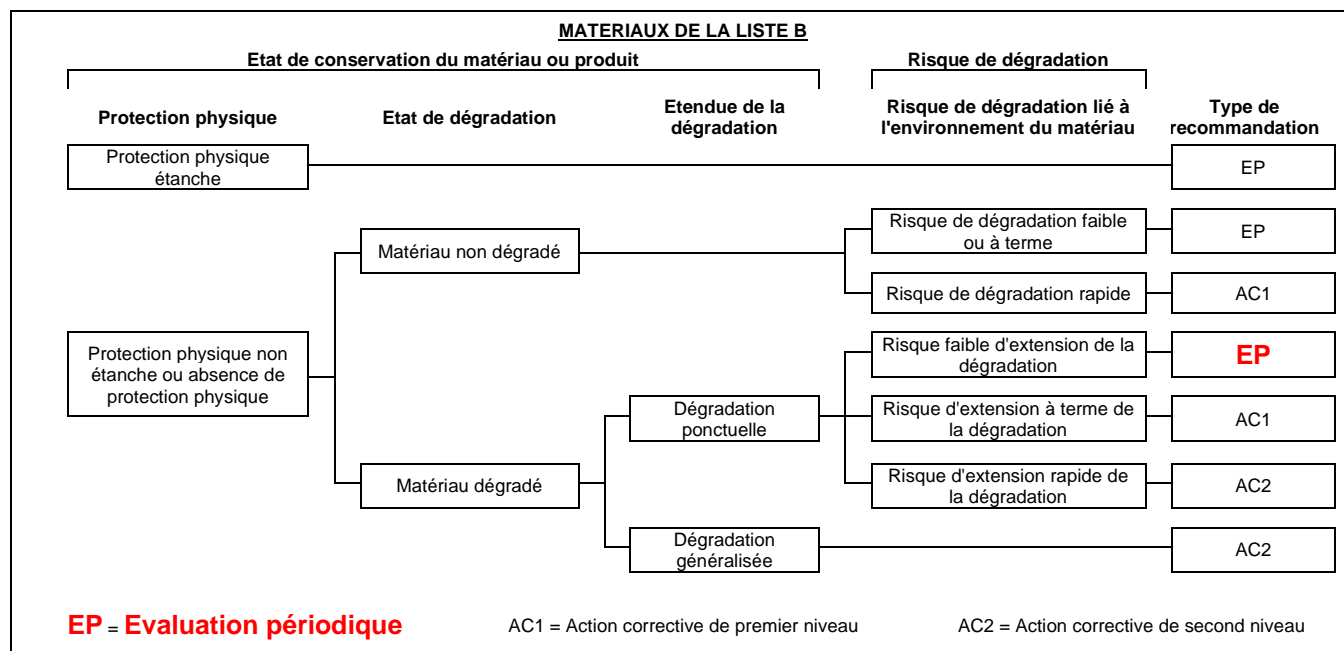 MATERIAUX DE LA LISTE B
Etat de conservation du matériau ou produit
Risque de dégradation
Protection physique
Etat de dégradation
Etendue de la
dégradation
Risque de dégradation lié à
l'environnement du matériau
Type de
recommandation
Protection physique
étanche
EP
Matériau non dégradé
Risque de dégradation faible
ou à terme
EP
Risque de dégradation rapide
AC1
Protection physique non
étanche ou absence de
protection physique
Risque faible d'extension de la
dégradation
EP
Dégradation
ponctuelle
Risque d'extension à terme de
la dégradation
AC1
Matériau dégradé
Risque d'extension rapide de
la dégradation
AC2
Dégradation
généralisée
AC2
EP = Evaluation périodique
AC1 = Action corrective de premier niveau
AC2 = Action corrective de second niveau